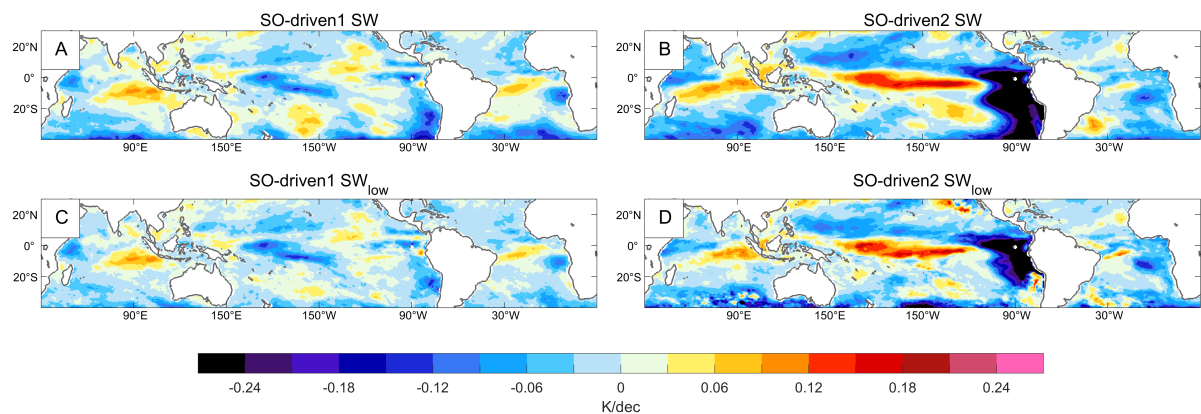 SO-driven1 SW
SO-driven2 SW
A
B
20°N
0°
20°S
90°E
150°E
150°W
90°W
30°W
20°N
0°
20°S
90°E
150°E
150°W
90°W
30°W
SO-driven1 SWlow
SO-driven2 SWlow
C
D
20°N
0°
20°S
90°E
150°E
150°W
90°W
30°W
20°N
0°
20°S
90°E
150°E
150°W
90°W
30°W
-0.24 -0.18 -0.12 -0.06 0 0.06 0.12 0.18 0.24
K/dec